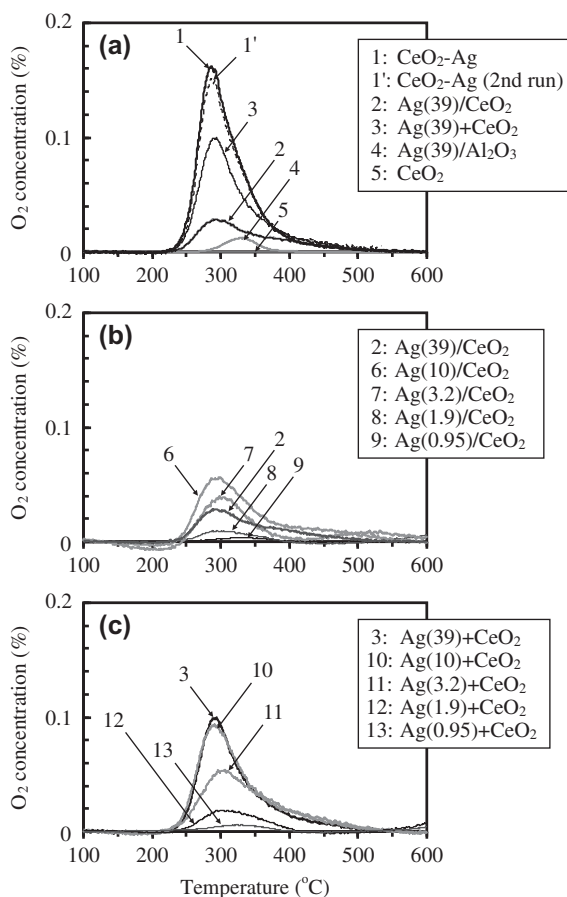 0.2
(a)
1
1'
3
2
4
5
0.1
0
O2 concentration (%)
100 200 300 400 500 600
1: CeO2-Ag
1': CeO2-Ag (2nd run)
2: Ag(39)/CeO2
3: Ag(39)+CeO2
4: Ag(39)/Al2O3
5: CeO2
0.2
(b)
6
7
2
8
9
0.1
0
O2 concentration (%)
100 200 300 400 500 600
2: Ag(39)/CeO2
6: Ag(10)/CeO2
7: Ag(3.2)/CeO2
8: Ag(1.9)/CeO2
9: Ag(0.95)/CeO2
0.2
(c)
3
10
11
12
13
0.1
0
O2 concentration (%)
100 200 300 400 500 600
Temperature (oC)
3: Ag(39)+CeO2
10: Ag(10)+CeO2
11: Ag(3.2)+CeO2
12: Ag(1.9)+CeO2
13: Ag(0.95)+CeO2